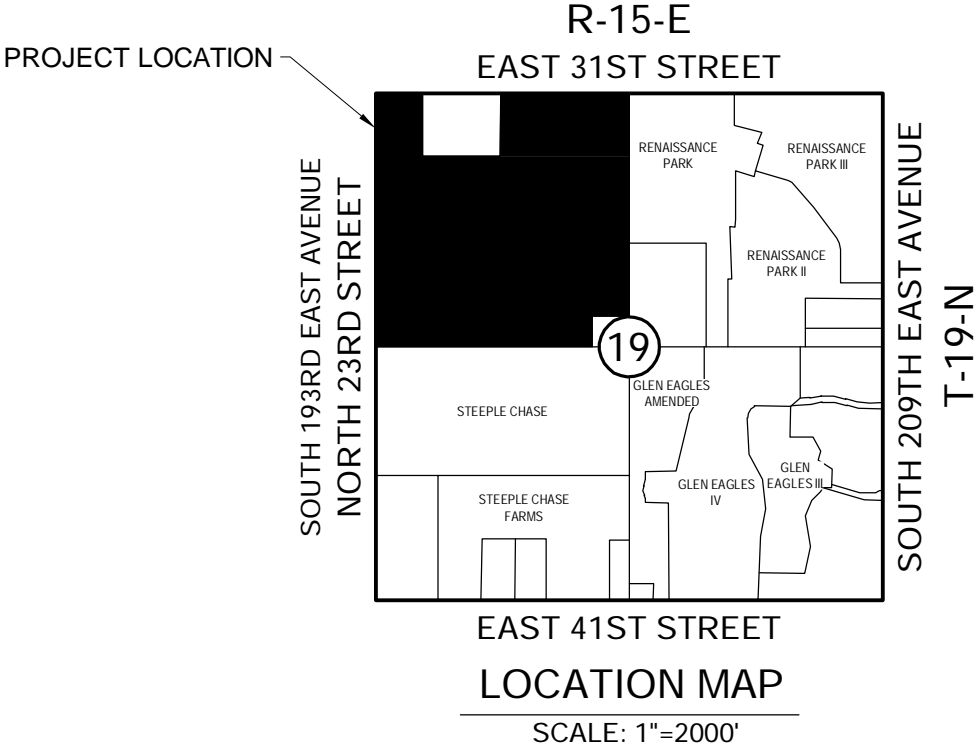 R-15-E
EAST 31ST STREET
PROJECT LOCATION
SOUTH 193RD EAST AVENUE
NORTH 23RD STREET
RENAISSANCE
PARK
RENAISSANCE
PARK III
RENAISSANCE
PARK II
SOUTH 209TH EAST AVENUE
T-19-N
19
STEEPLE CHASE
GLEN EAGLES
AMENDED
STEEPLE CHASE
FARMS
GLEN EAGLES
IV
GLEN
EAGLES III
EAST 41ST STREET
LOCATION MAP
SCALE: 1"=2000'